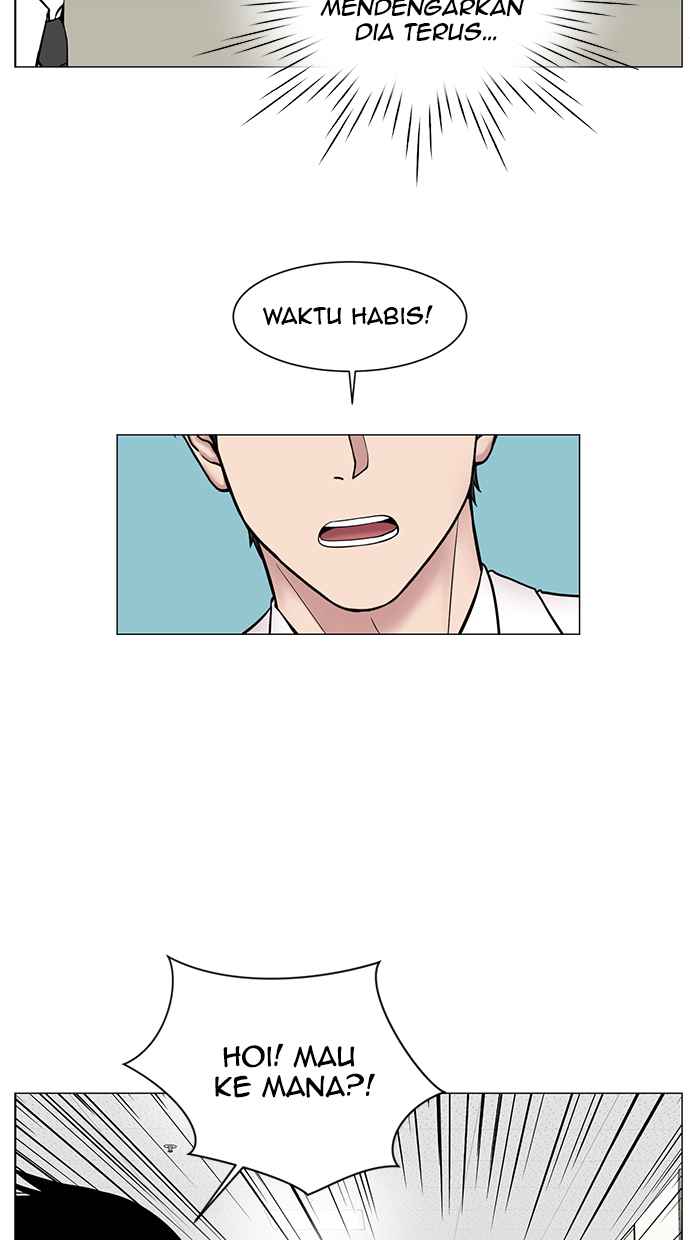 MENDENGARKAN
DIA TERUS...
WAKTU HABIS!
HOI! MAU
KE MANA?!